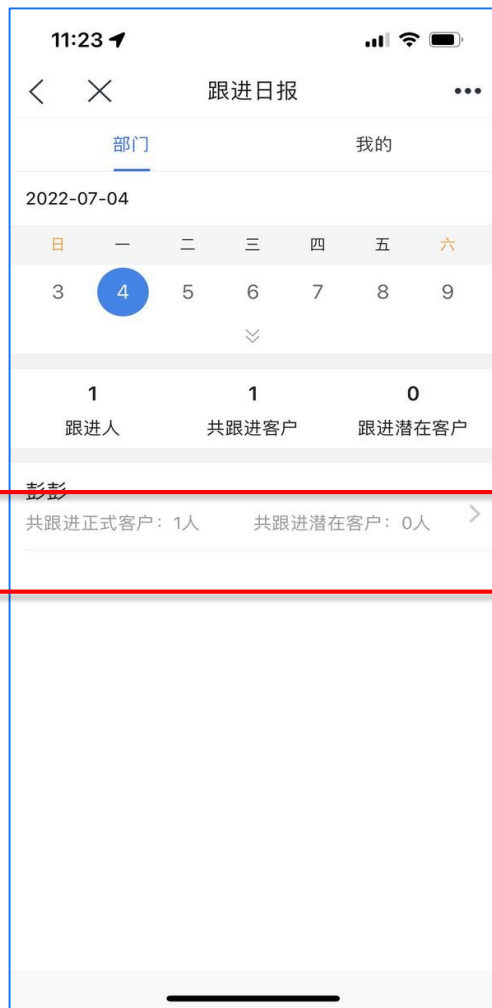 11:23
跟进日报
部门 我的
2022-07-04
日 一 二 三 四 五 六
3 4 5 6 7 8 9
1 1 0
跟进人 共跟进客户 跟进潜在客户
彭彭
共跟进正式客户：1人 共跟进潜在客户：0人